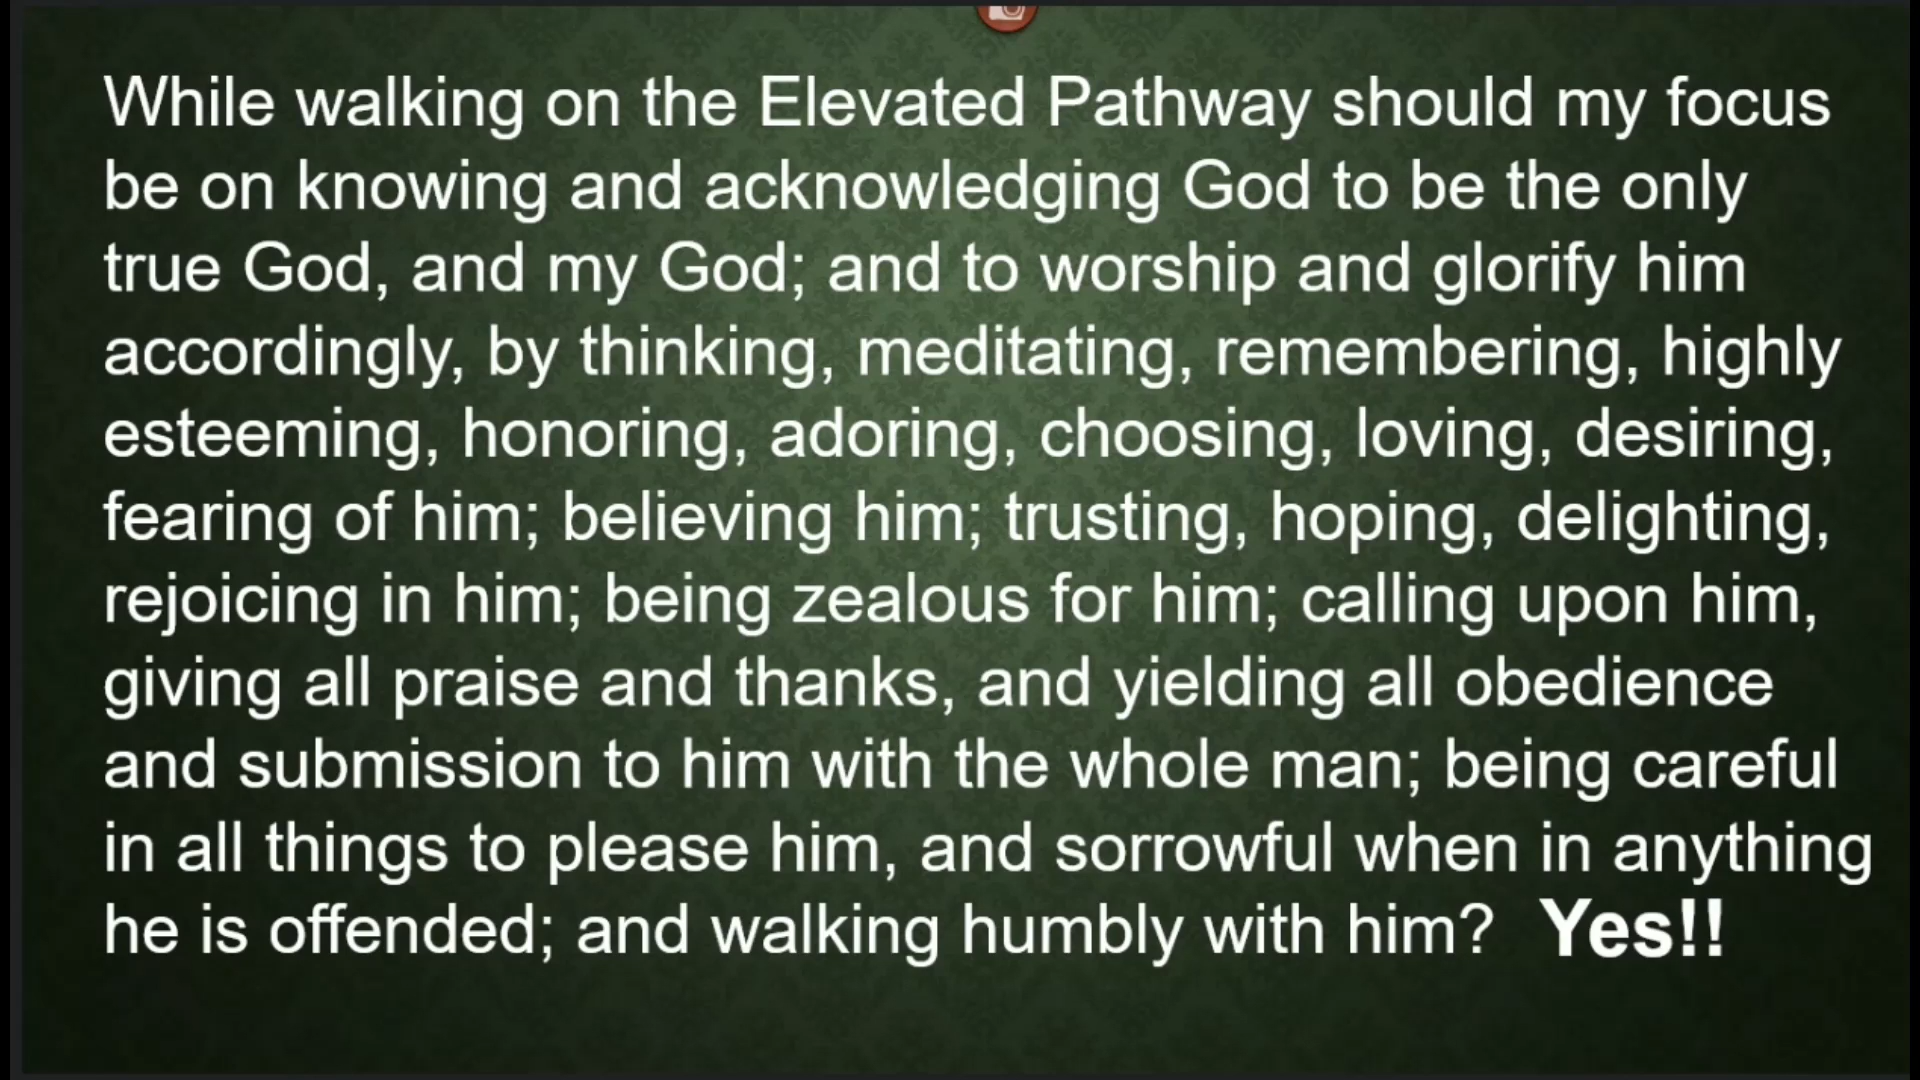 While walking on the Elevated Pathway should my focus
be on knowing and acknowledging God to be the only
true God, and my God; and to worship and glorify him
accordingly, by thinking, meditating, remembering, highly
esteeming, honoring, adoring, choosing, loving, desiring,
fearing of him; believing him; trusting, hoping, delighting,
rejoicing in him; being zealous for him; calling upon him,
giving all praise and thanks, and yielding all obedience
and submission to him with the whole man; being careful
in all things to please him, and sorrowful when in anything
he is offended; and walking humbly with him? Yes!!